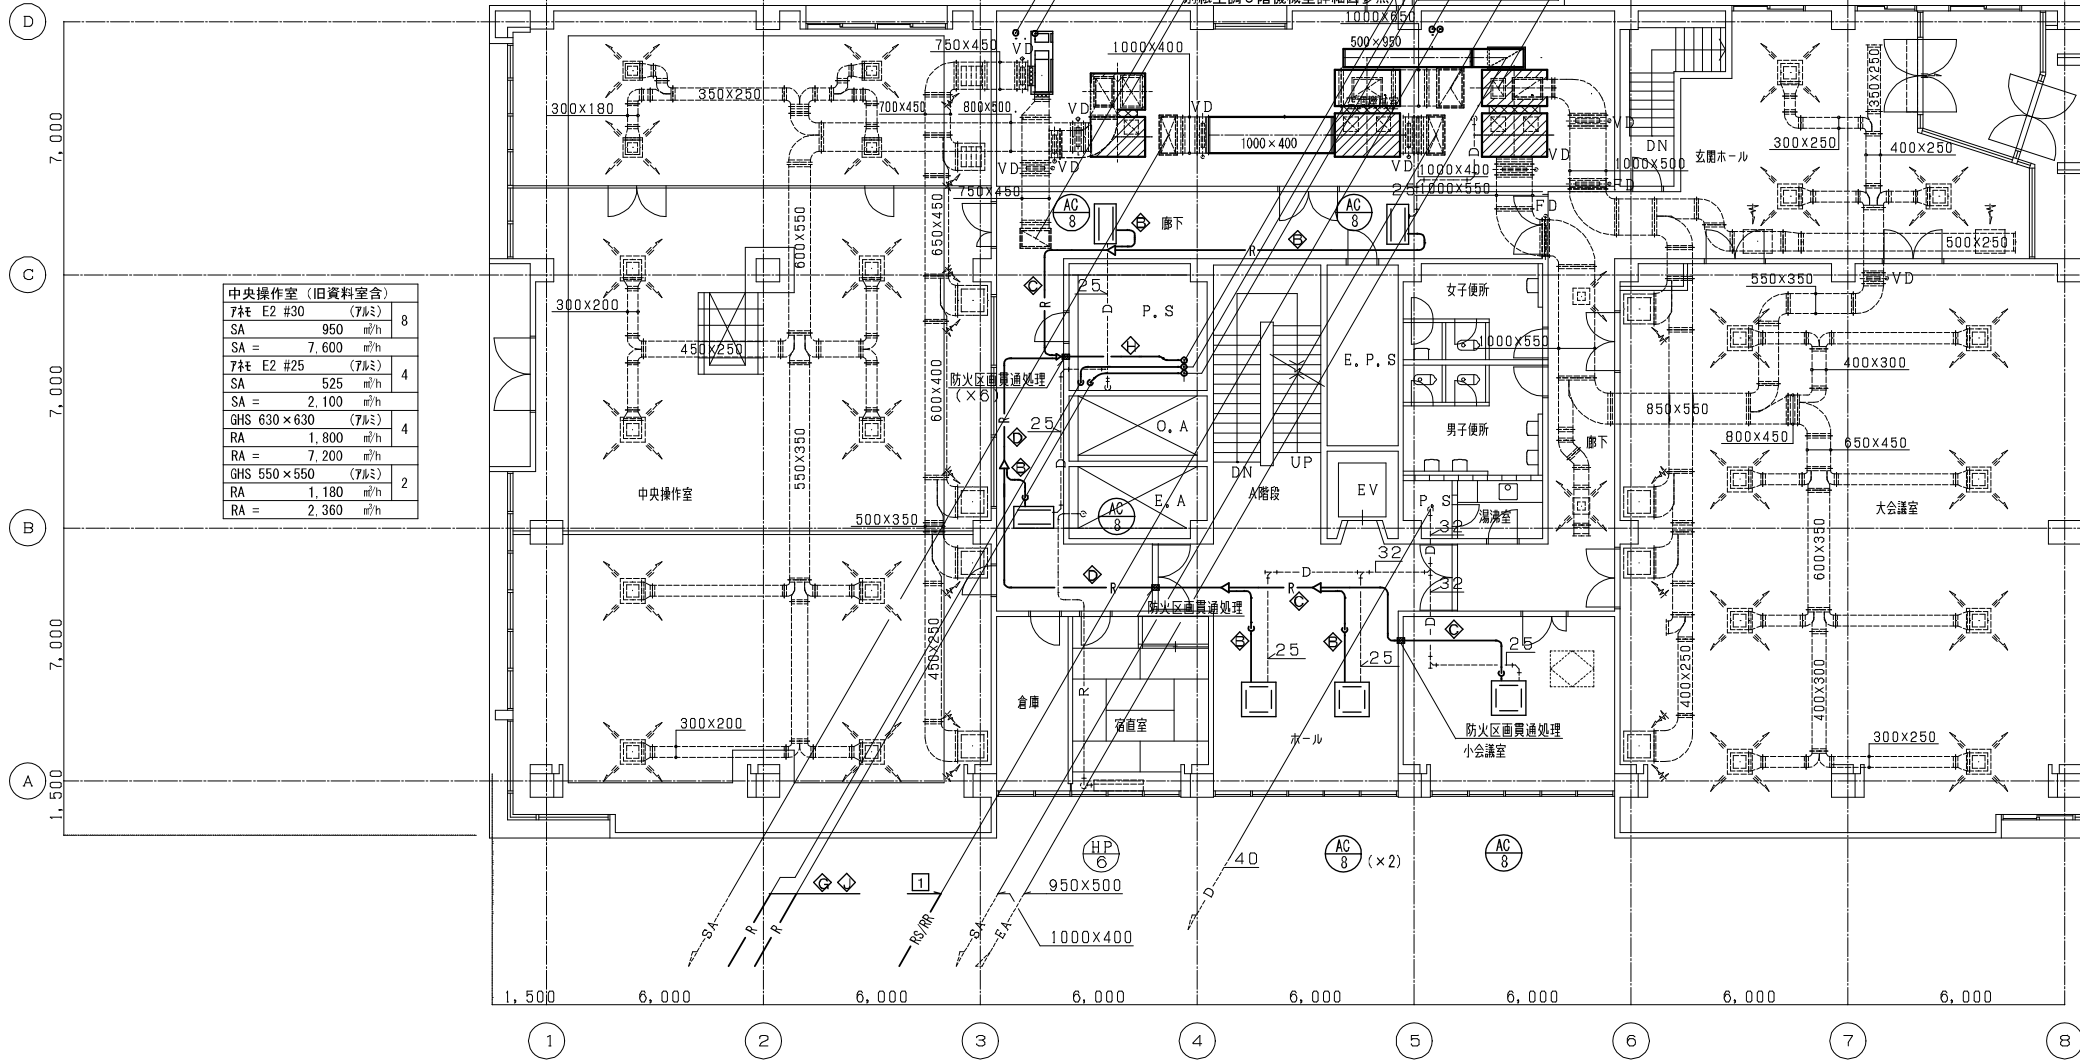 D
1000X650
500×950
750X450
VD
1000X400
350X250
300X180
700X450
800X500
VD
VD
VD
350X250
7,000
1000×400
DN
玄関ホール
300X250
400X250
VD
VD
VD
VD
VD
1000X400
1000X500
FD
750X450
25
1000X550
AC
8
B
廊下
AC
8
B
FD
600X550
650X450
R
500X250
C
中央操作室 (旧資料室含)
アネモ E2 #30 (アルミ) 8
SA 950 m³/h
SA = 7,600 m³/h
アネモ E2 #25 (アルミ) 4
SA 525 m³/h
SA = 2,100 m³/h
GHS 630×630 (アルミ) 4
RA 1,800 m³/h
RA = 7,200 m³/h
GHS 550×550 (アルミ) 2
RA 1,180 m³/h
RA = 2,360 m³/h
C
25
R
D
P.S
女子便所
550X350
VD
300X200
450X250
H
E.P.S
1000X550
400X300
7,000
防火区画貫通処理
(×6)
600X400
850X550
25
R
D
B
D
O.A
男子便所
廊下
800X450
650X450
550X350
DN
UP
A階段
中央操作室
E.A
AC
8
EV
P.S
湯沸室
大会議室
500X350
B
32
D
32
32
600X350
D
R
D
R
C
防火区画貫通処理
7,000
450X250
B
25
B
25
D
C
25
400X250
400X300
R
倉庫
宿直室
ホール
防火区画貫通処理
小会議室
300X200
300X250
A
1,500
HP
6
AC
8
(×2)
AC
8
40
G
J
1
950X500
D
SA
R
R
RS/RR
SA
EA
1000X400
1,500
6,000
6,000
6,000
6,000
6,000
6,000
6,000
1
2
3
4
5
6
7
8